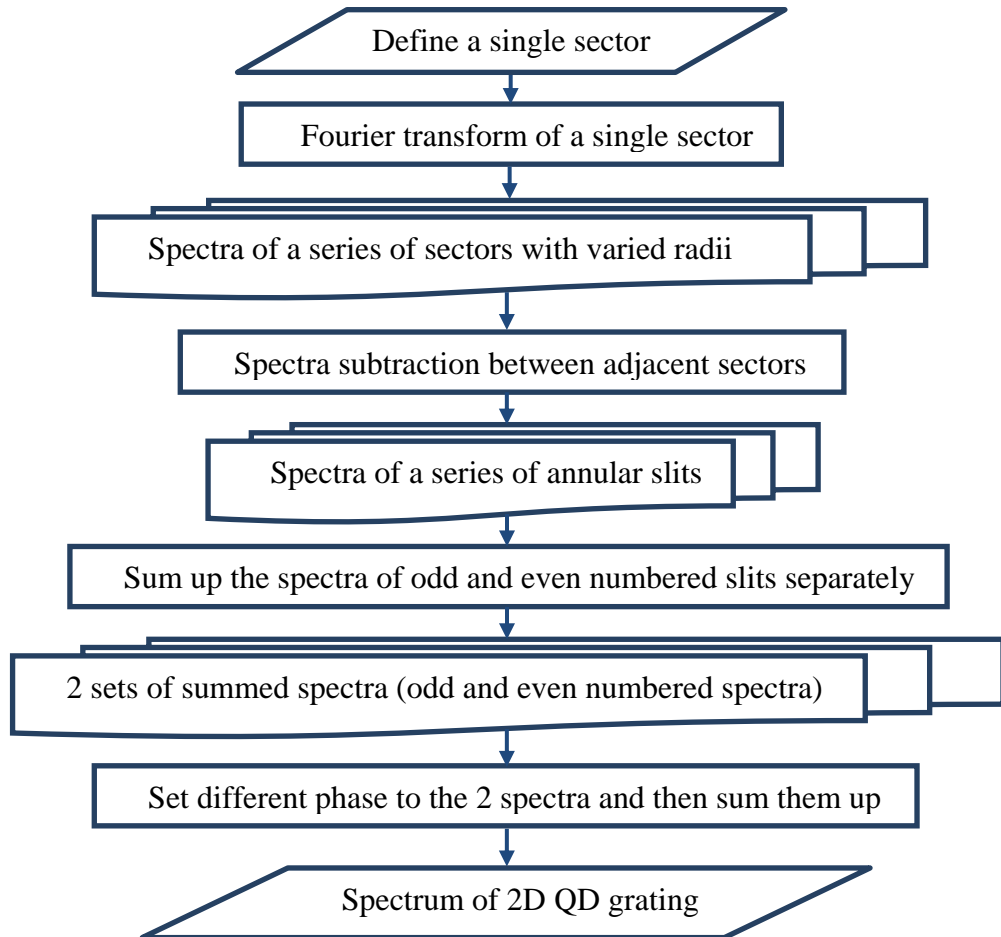 Define a single sector
Fourier transform of a single sector
Spectra of a series of sectors with varied radii
Spectra subtraction between adjacent sectors
Spectra of a series of annular slits
Sum up the spectra of odd and even numbered slits separately
2 sets of summed spectra (odd and even numbered spectra)
Set different phase to the 2 spectra and then sum them up
Spectrum of 2D QD grating